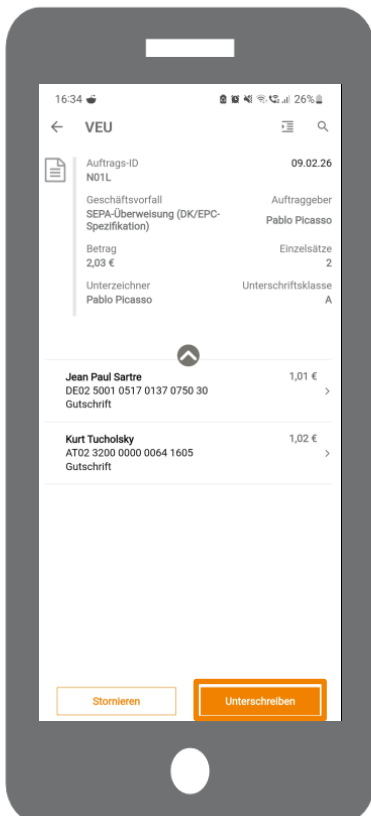 16:34 26%
VEU
Auftrags-ID 09.02.26
N01L
Geschäftsvorfall Auftraggeber
SEPA-Überweisung (DK/EPC-
Spezifikation) Pablo Picasso
Betrag Einzelsätze
2,03 € 2
Unterzeichner Unterschriftsklasse
Pablo Picasso A
Jean Paul Sartre 1,01 €
DE02 5001 0517 0137 0750 30
Gutschrift
Kurt Tucholsky 1,02 €
AT02 3200 0000 0064 1605
Gutschrift
Stornieren Unterschreiben